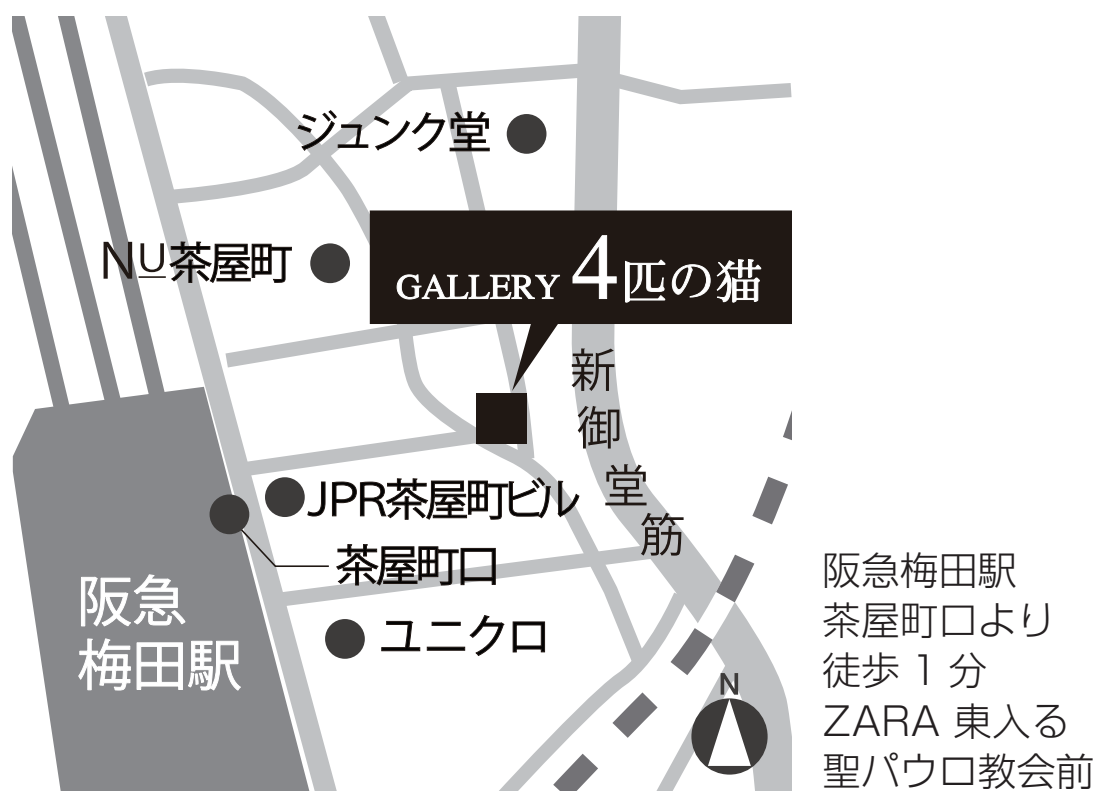 ジュンク堂
NU茶屋町
GALLERY 4匹の猫
新御堂筋
JPR茶屋町ビル
茶屋町口
阪急
梅田駅
ユニクロ
N
阪急梅田駅
茶屋町口より
徒歩 1 分
ZARA 東入る
聖パウロ教会前